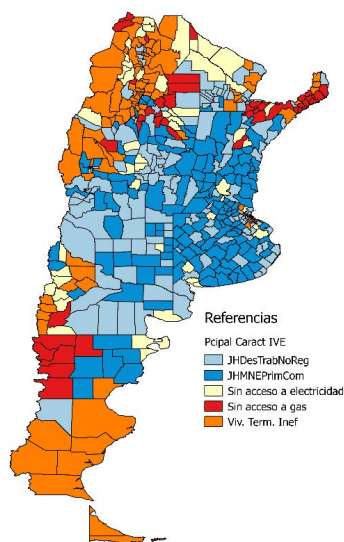 Referencias
Pcipal Caract IVE
JHDesTrabNoReg
JHMNEPrimCom
Sin acceso a electricidad
Sin acceso a gas
Viv. Term. Inef